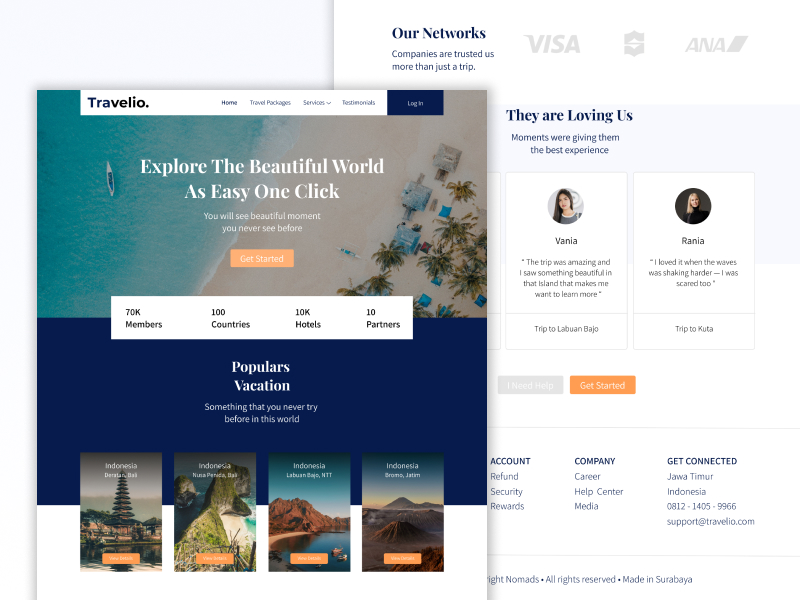 Our Networks
Companies are trusted us
more than just a trip.
VISA
ANA
Travelio.
Home
Travel Packages
Services
Testimonials
Log In
Explore The Beautiful World
As Easy One Click
You will see beautiful moment
you never see before
Get Started
70K
Members
100
Countries
10K
Hotels
10
Partners
Populars
Vacation
Something that you never try
before in this world
Indonesia
Deratan, Bali
View Details
Indonesia
Nusa Penida, Bali
View Details
Indonesia
Labuan Bajo, NTT
View Details
Indonesia
Bromo, Jatim
View Details
They are Loving Us
Moments were giving them
the best experience
Vania
“ The trip was amazing and
I saw something beautiful in
that Island that makes me
want to learn more ”
Trip to Labuan Bajo
Rania
“ I loved it when the waves
was shaking harder — I was
scared too ”
Trip to Kuta
I Need Help
Get Started
ACCOUNT
Refund
Security
Rewards
COMPANY
Career
Help Center
Media
GET CONNECTED
Jawa Timur
Indonesia
0812 - 1405 - 9966
support@travelio.com
right Nomads • All rights reserved • Made in Surabaya